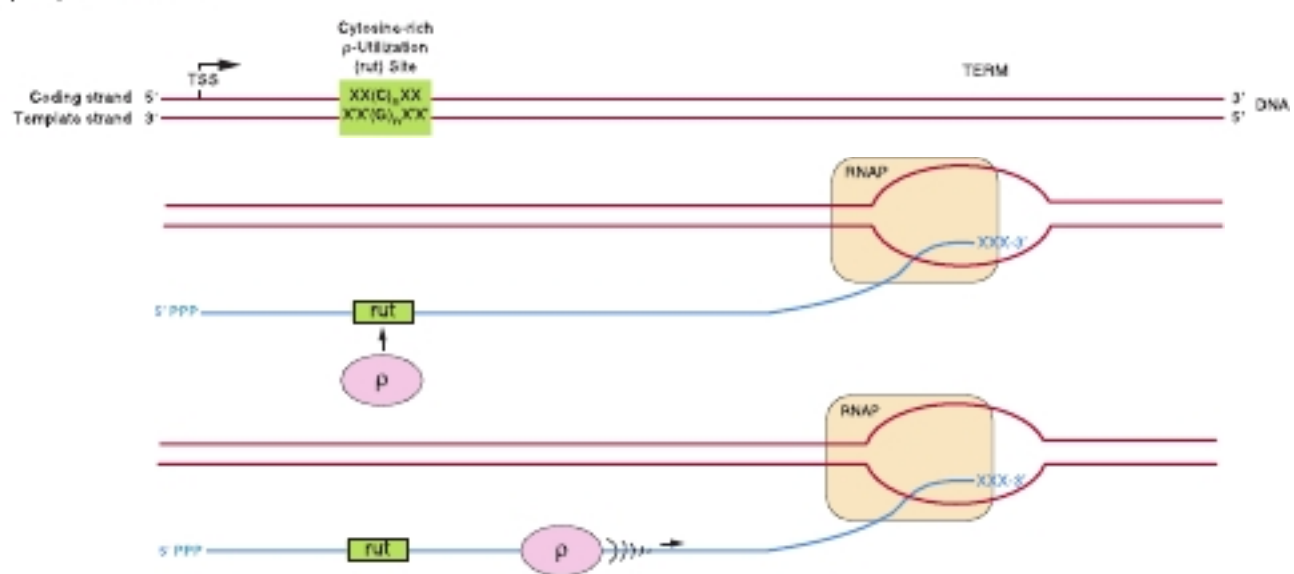 Cytosine-rich
ρ-Utilization
(rut) Site
TERM
TSS
Coding strand 5' XX(C)ₙXX 3' DNA
Template strand 3' X'X'(G)ₙX'X' 5'
RNAP
XXX-3'
5' PPP rut
ρ
RNAP
XXX-3'
5' PPP rut ρ